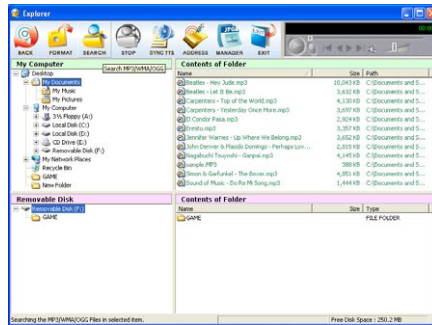 Explorer
BACK FORMAT SEARCH STOP SYNC TTS ADDRESS MANAGER EXIT
My Computer
Search MP3/WMA/OGG
Desktop
My Documents
My Music
My Pictures
My Computer
3½ Floppy (A:)
Local Disk (C:)
Local Disk (D:)
CD Drive (E:)
Removable Disk (F:)
My Network Places
Recycle Bin
GAME
New Folder
Contents of Folder
Name Size Path
Beatles - Hey Jude.mp3 10,043 KB C:\Documents and S...
Beatles - Let It Be.mp3 3,632 KB C:\Documents and S...
Carpenters - Top of the World.mp3 4,130 KB C:\Documents and S...
Carpenters - Yesterday Once More.mp3 3,697 KB C:\Documents and S...
El Condor Pasa.mp3 2,924 KB C:\Documents and S...
3,357 KB C:\Documents and S...
Jennifer Warnes - Up Where We Belong.mp3 2,652 KB C:\Documents and S...
John Denver & Placido Domingo - Perhaps Lov... 2,815 KB C:\Documents and S...
Nagabuchi Tsuyoshi - Ganpai.mp3 4,145 KB C:\Documents and S...
sample.MP3 388 KB C:\Documents and S...
Simon & Garfunkel - The Boxer.mp3 4,851 KB C:\Documents and S...
Sound of Music - Do Re Mi Song.mp3 1,444 KB C:\Documents and S...
Removable Disk
Removable Disk (F:)
GAME
Contents of Folder
Name Size Type
GAME FILE FOLDER
Searching the MP3/WMA/OGG Files in selected item.
Free Disk Space : 250.2 MB